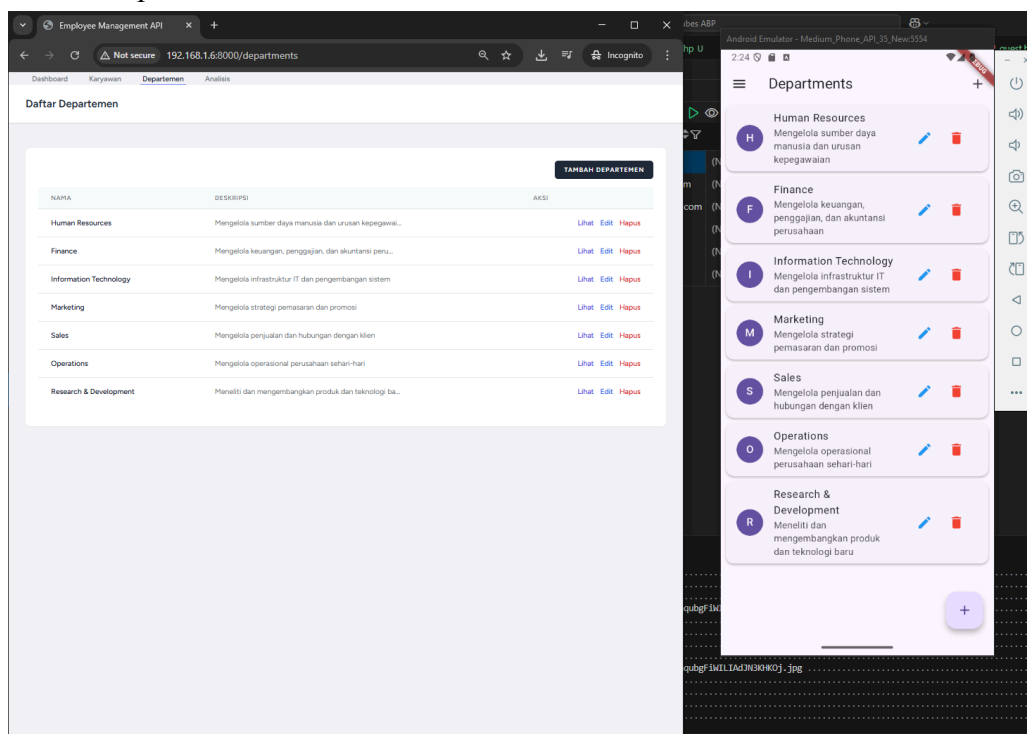 Employee Management API
Not secure 192.168.1.6:8000/departments
Incognito
Dashboard Karyawan Departemen Analisis
Daftar Departemen
TAMBAH DEPARTEMEN
NAMA DESKRIPSI AKSI
Human Resources Mengelola sumber daya manusia dan urusan kepegawai... Lihat Edit Hapus
Finance Mengelola keuangan, penggajian, dan akuntansi peru... Lihat Edit Hapus
Information Technology Mengelola infrastruktur IT dan pengembangan sistem Lihat Edit Hapus
Marketing Mengelola strategi pemasaran dan promosi Lihat Edit Hapus
Sales Mengelola penjualan dan hubungan dengan klien Lihat Edit Hapus
Operations Mengelola operasional perusahaan sehari-hari Lihat Edit Hapus
Research & Development Meneliti dan mengembangkan produk dan teknologi ba... Lihat Edit Hapus
ubes ABP
hp U
Android Emulator - Medium_Phone_API_35_New:5554
2:24
Departments
H
Human Resources
Mengelola sumber daya
manusia dan urusan
kepegawaian
F
Finance
Mengelola keuangan,
penggajian, dan akuntansi
perusahaan
I
Information Technology
Mengelola infrastruktur IT
dan pengembangan sistem
M
Marketing
Mengelola strategi
pemasaran dan promosi
S
Sales
Mengelola penjualan dan
hubungan dengan klien
O
Operations
Mengelola operasional
perusahaan sehari-hari
R
Research &
Development
Meneliti dan
mengembangkan produk
dan teknologi baru